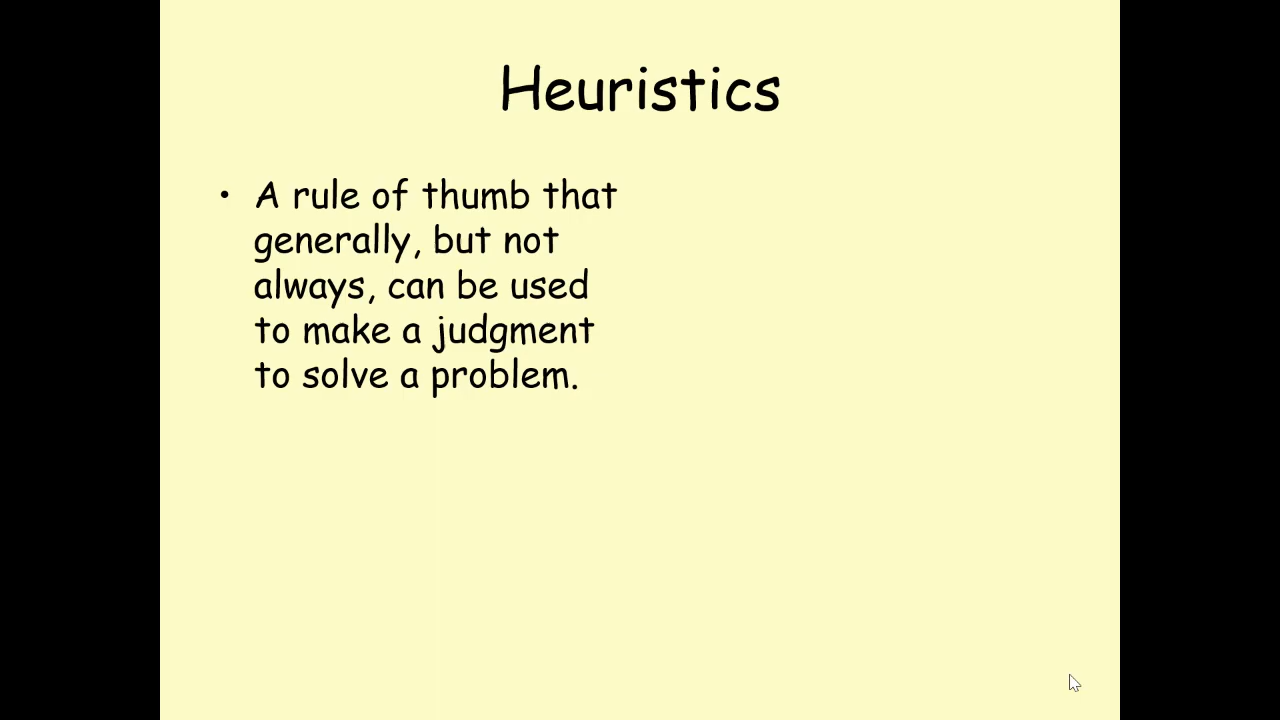 Heuristics
• A rule of thumb that
generally, but not
always, can be used
to make a judgment
to solve a problem.